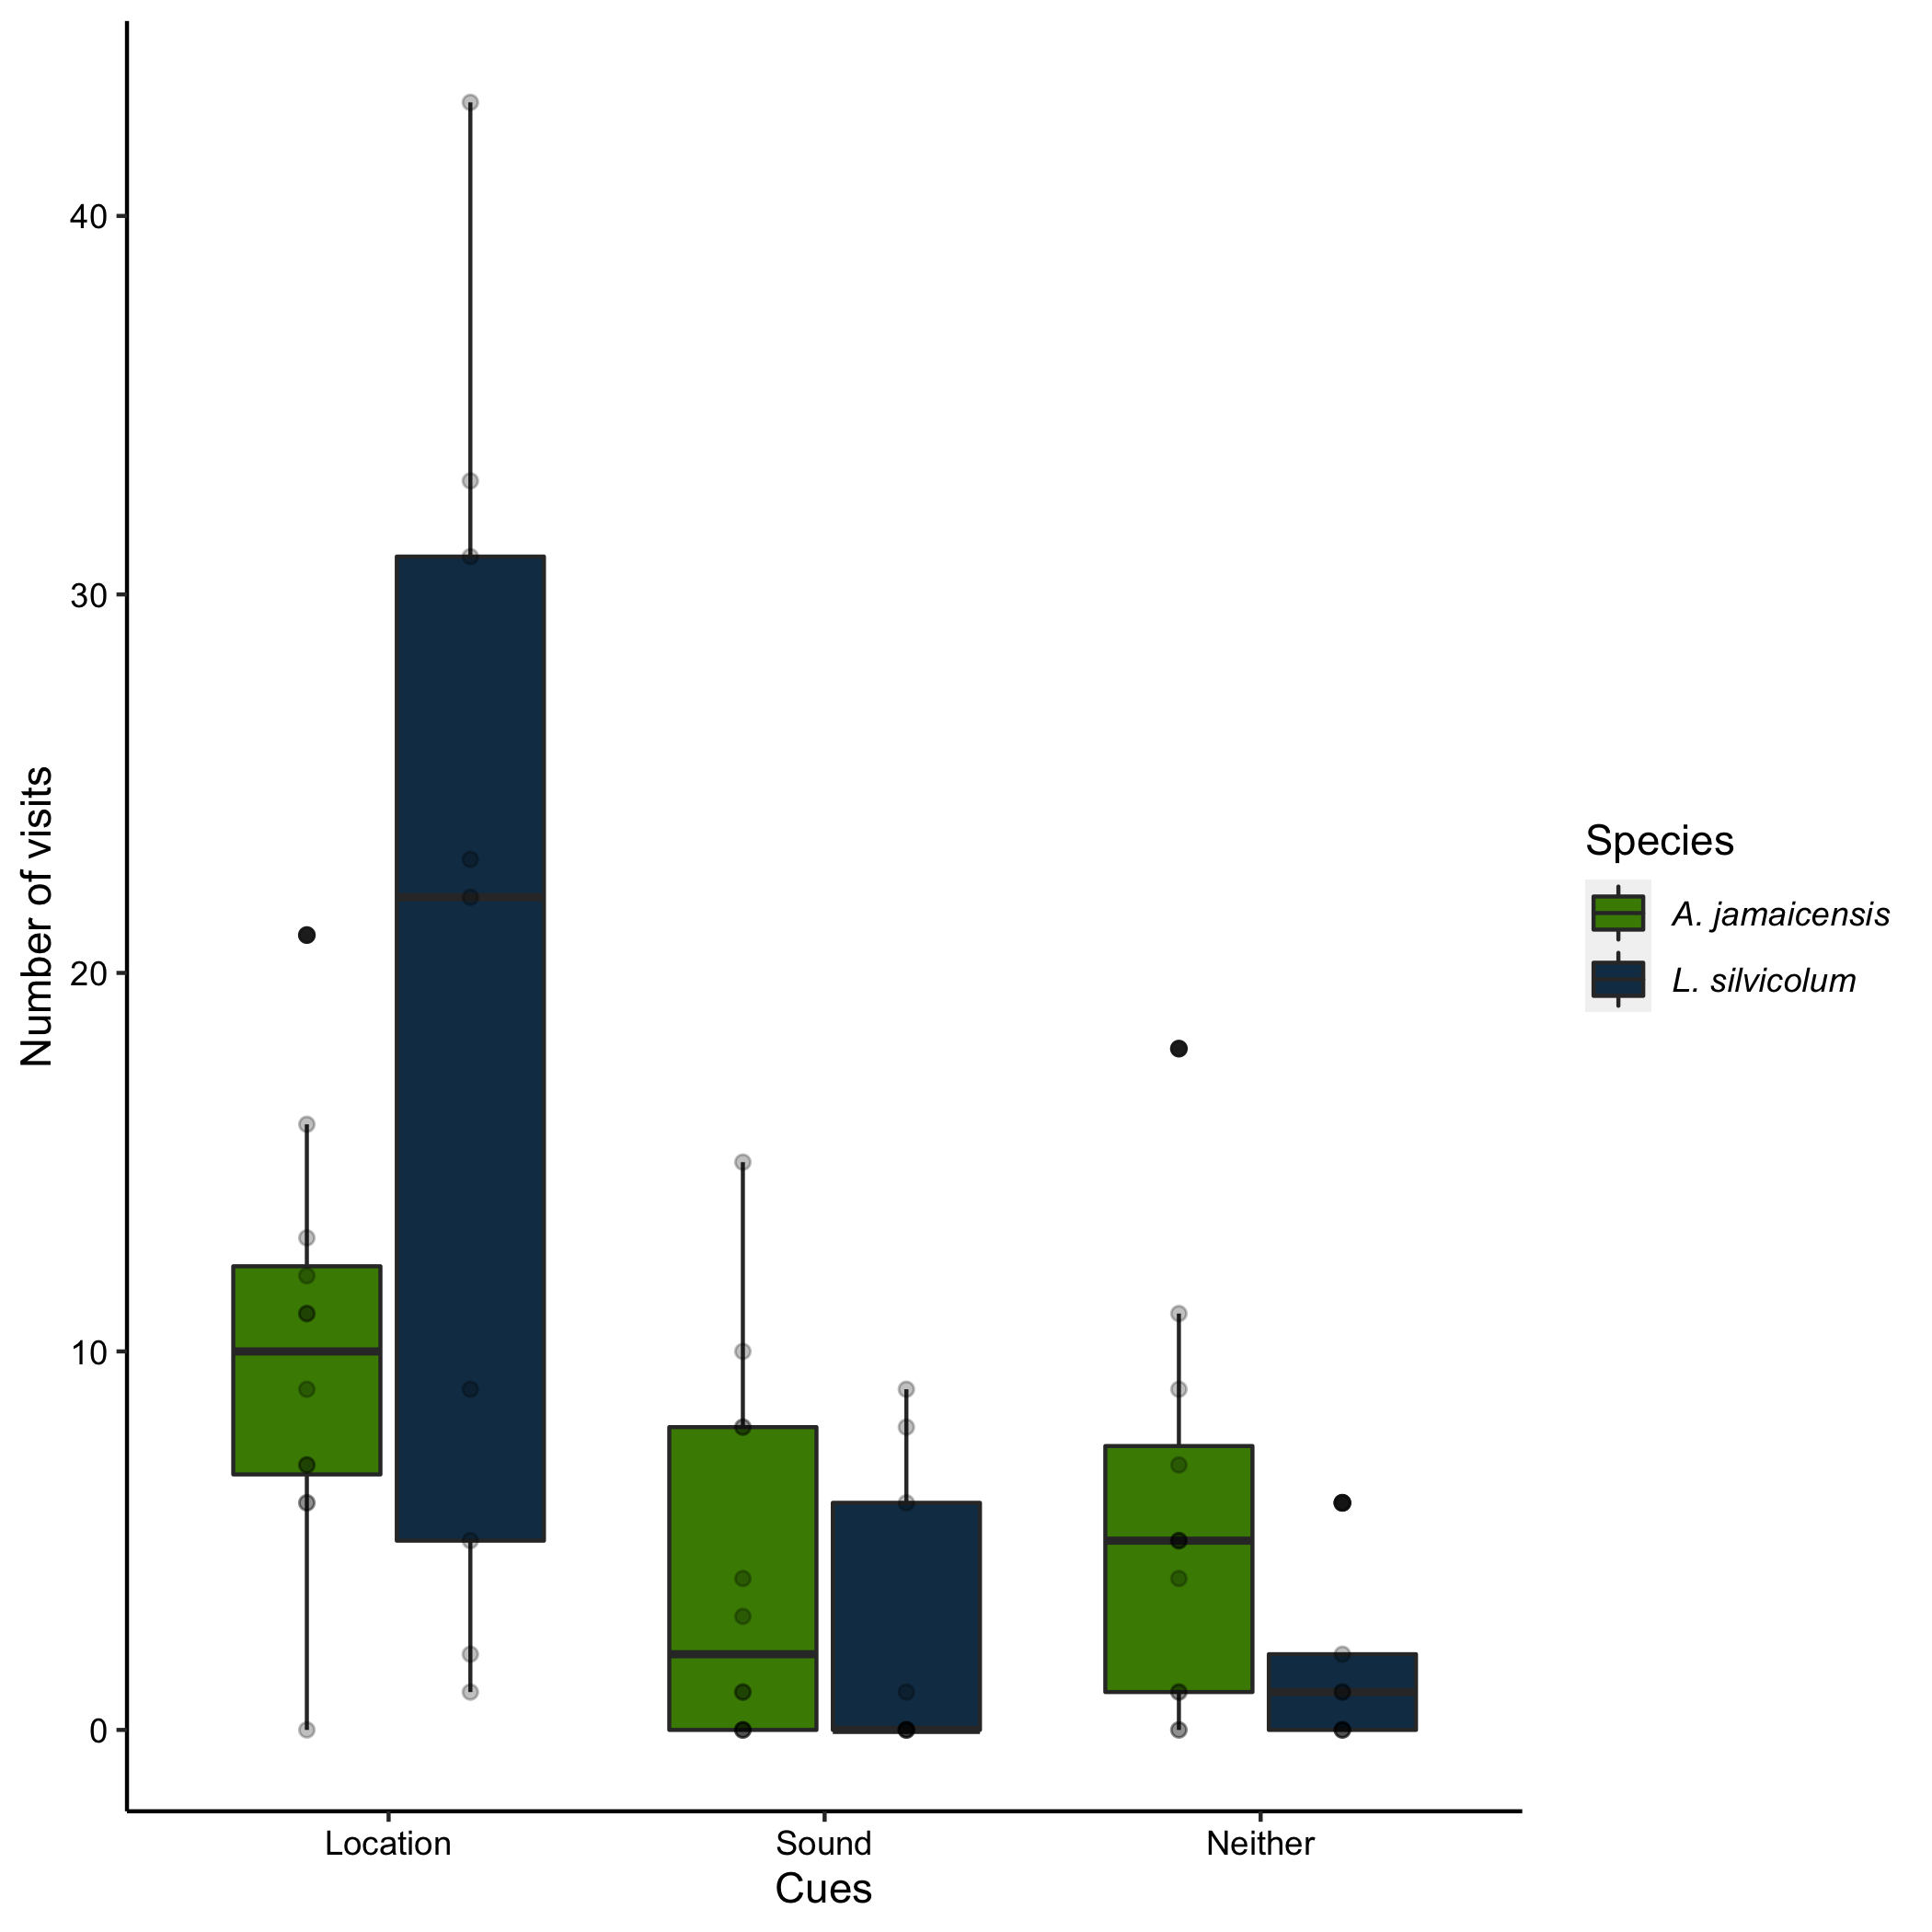 Number of visits
40
30
20
10
0
Location
Sound
Neither
Cues
Species
A. jamaicensis
L. silvicolum